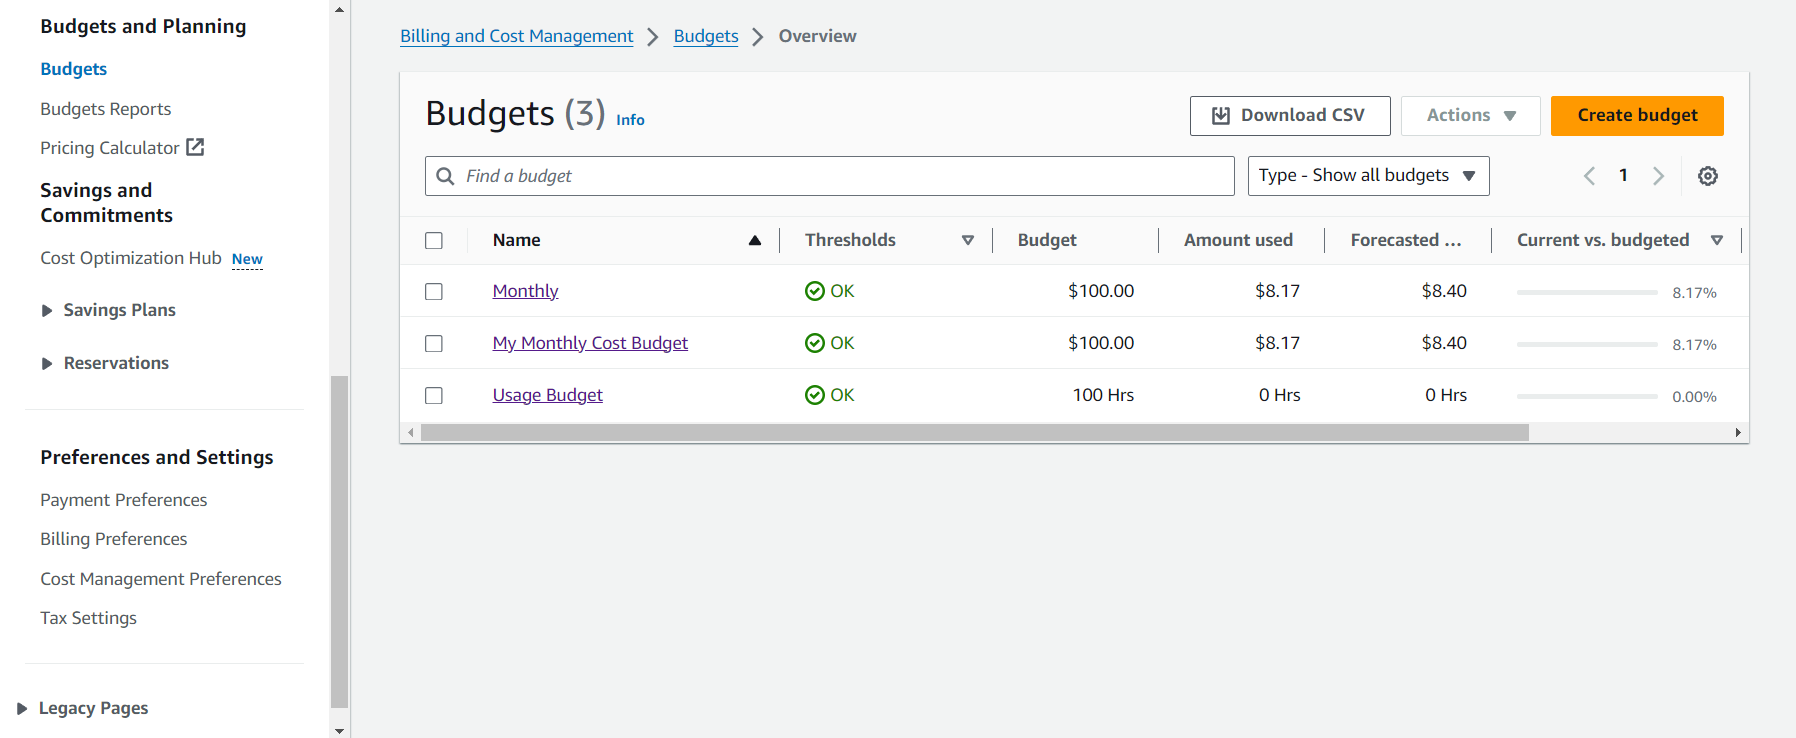 Budgets and Planning
Budgets
Budgets Reports
Pricing Calculator
Savings and
Commitments
Cost Optimization Hub New
Savings Plans
Reservations
Preferences and Settings
Payment Preferences
Billing Preferences
Cost Management Preferences
Tax Settings
Legacy Pages
Billing and Cost Management Budgets Overview
Budgets (3) Info
Download CSV Actions Create budget
Find a budget Type - Show all budgets 1
Name Thresholds Budget Amount used Forecasted ... Current vs. budgeted
Monthly OK $100.00 $8.17 $8.40 8.17%
My Monthly Cost Budget OK $100.00 $8.17 $8.40 8.17%
Usage Budget OK 100 Hrs 0 Hrs 0 Hrs 0.00%